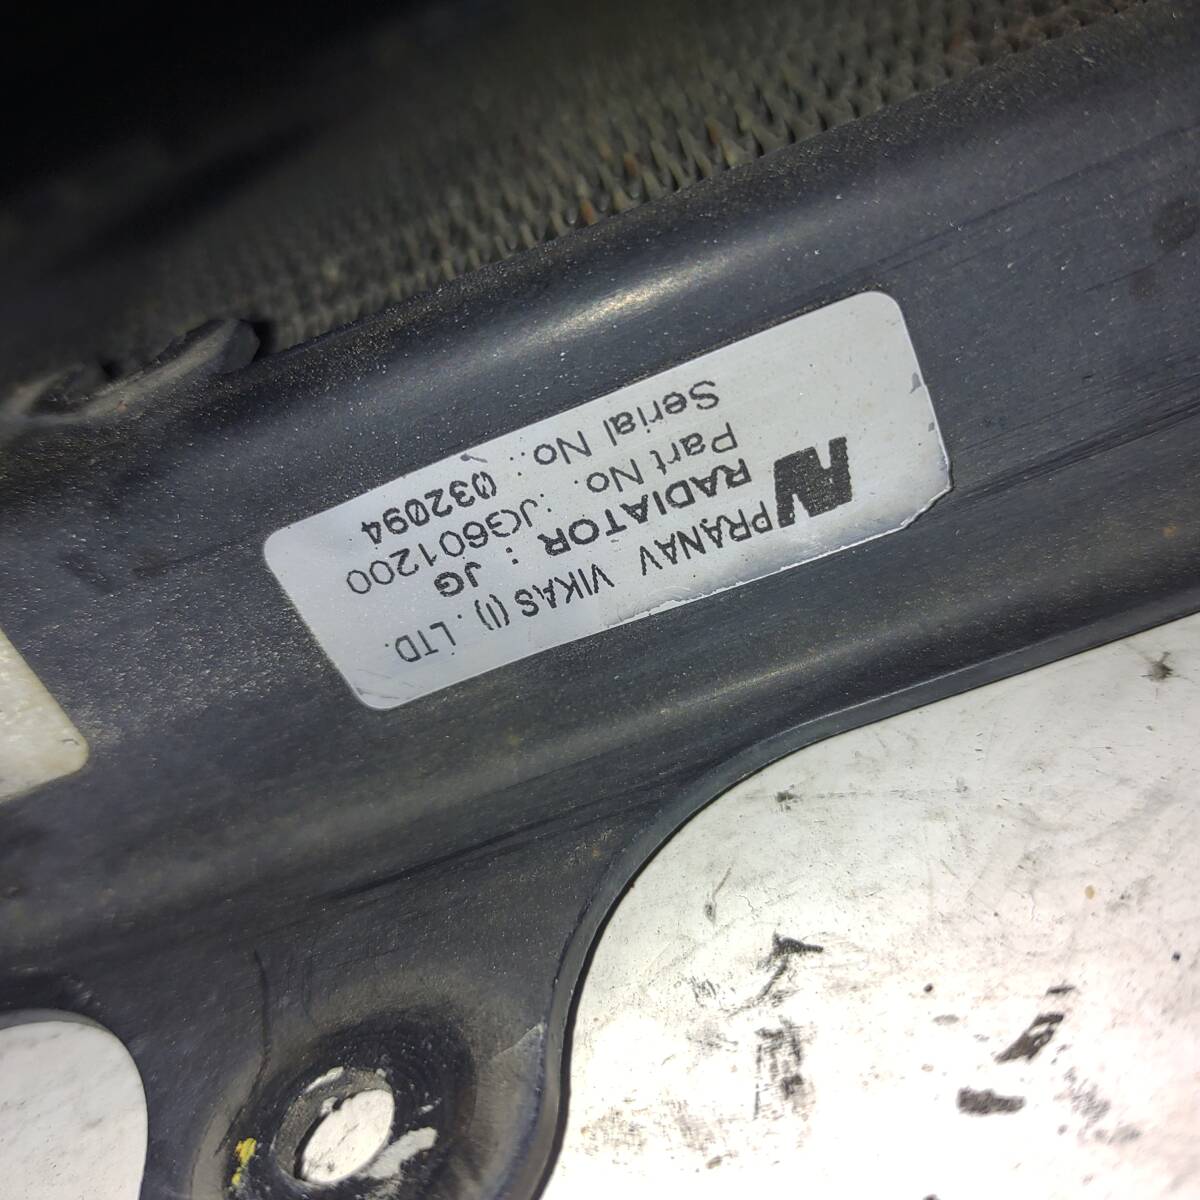 PRANAV VIKAS (I). LTD.
RADIATOR : JG
Part No. : JG601200
Serial No.: 032094